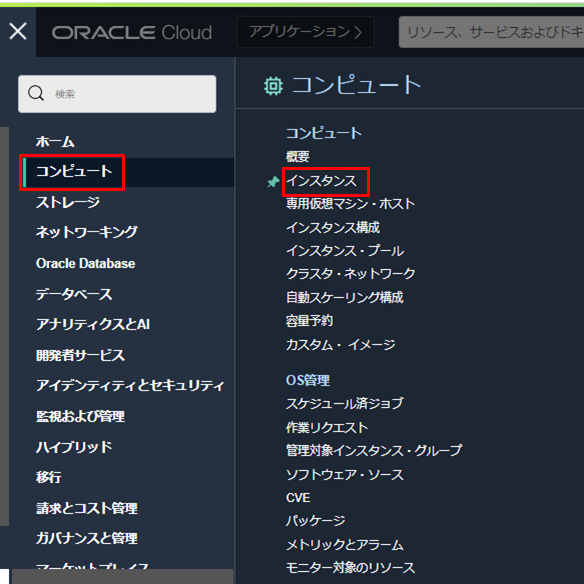 ORACLE Cloud
アプリケーション
リソース、サービスおよびドキ
検索
ホーム
コンピュート
ストレージ
ネットワーキング
Oracle Database
データベース
アナリティクスとAI
開発者サービス
アイデンティティとセキュリティ
監視および管理
ハイブリッド
移行
請求とコスト管理
ガバナンスと管理
マーケットプレイス
コンピュート
コンピュート
概要
インスタンス
専用仮想マシン・ホスト
インスタンス構成
インスタンス・プール
クラスタ・ネットワーク
自動スケーリング構成
容量予約
カスタム・イメージ
OS管理
スケジュール済ジョブ
作業リクエスト
管理対象インスタンス・グループ
ソフトウェア・ソース
CVE
パッケージ
メトリックとアラーム
モニター対象のリソース